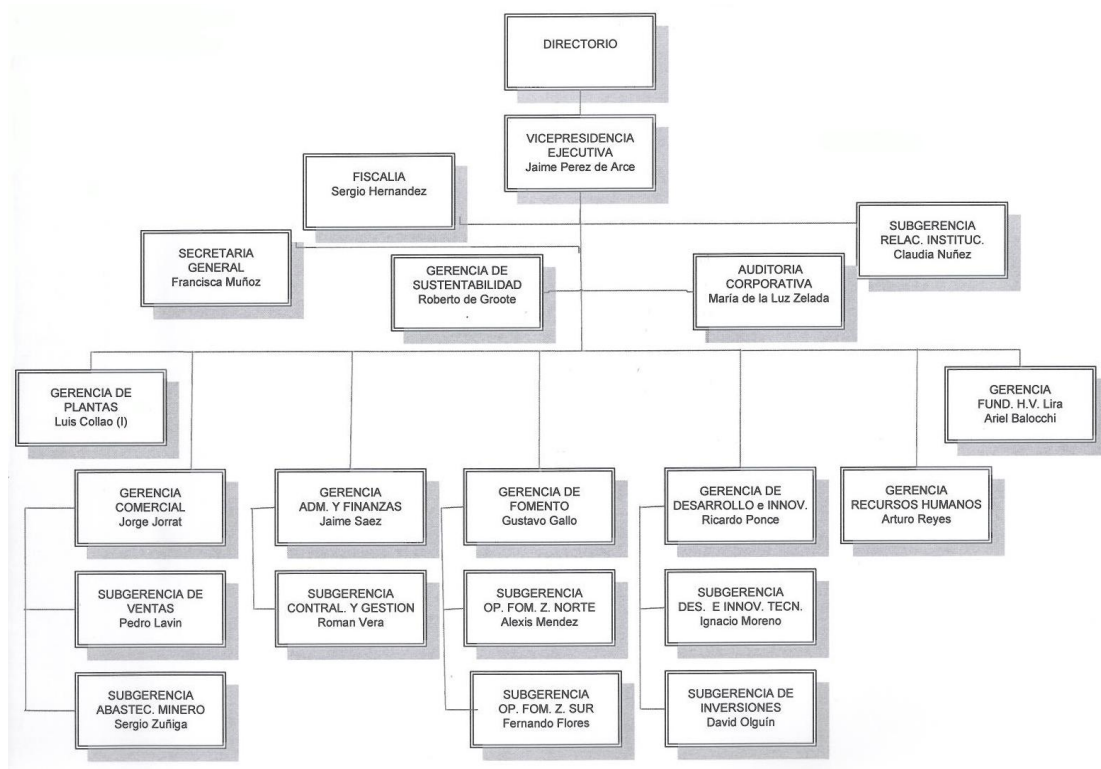 DIRECTORIO
VICEPRESIDENCIA
EJECUTIVA
Jaime Perez de Arce
FISCALIA
Sergio Hernandez
SUBGERENCIA
RELAC. INSTITUC.
Claudia Nuñez
SECRETARIA
GENERAL
Francisca Muñoz
GERENCIA DE
SUSTENTABILIDAD
Roberto de Groote
AUDITORIA
CORPORATIVA
María de la Luz Zelada
GERENCIA DE
PLANTAS
Luis Collao (I)
GERENCIA
FUND. H.V. Lira
Ariel Balocchi
GERENCIA
COMERCIAL
Jorge Jorrat
GERENCIA
ADM. Y FINANZAS
Jaime Saez
GERENCIA DE
FOMENTO
Gustavo Gallo
GERENCIA DE
DESARROLLO e INNOV.
Ricardo Ponce
GERENCIA
RECURSOS HUMANOS
Arturo Reyes
SUBGERENCIA DE
VENTAS
Pedro Lavin
SUBGERENCIA
CONTRAL. Y GESTION
Roman Vera
SUBGERENCIA
OP. FOM. Z. NORTE
Alexis Mendez
SUBGERENCIA
DES. E INNOV. TECN.
Ignacio Moreno
SUBGERENCIA
ABASTEC. MINERO
Sergio Zuñiga
SUBGERENCIA
OP. FOM. Z. SUR
Fernando Flores
SUBGERENCIA DE
INVERSIONES
David Olguín